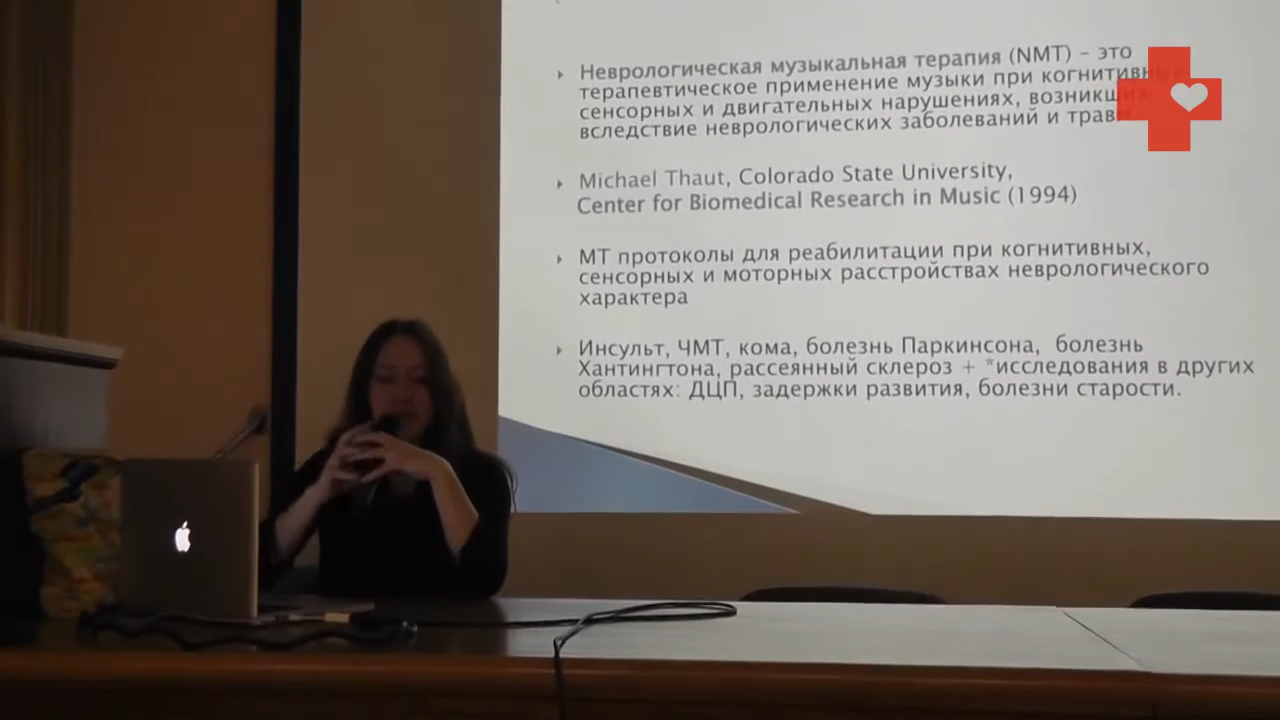 Неврологическая музыкальная терапия (NMT) – это
терапевтическое применение музыки при когнитивных
сенсорных и двигательных нарушениях, возникших
вследствие неврологических заболеваний и травм
Michael Thaut, Colorado State University,
Center for Biomedical Research in Music (1994)
МТ протоколы для реабилитации при когнитивных,
сенсорных и моторных расстройствах неврологического
характера
Инсульт, ЧМТ, кома, болезнь Паркинсона, болезнь
Хантингтона, рассеянный склероз + *исследования в других
областях: ДЦП, задержки развития, болезни старости.